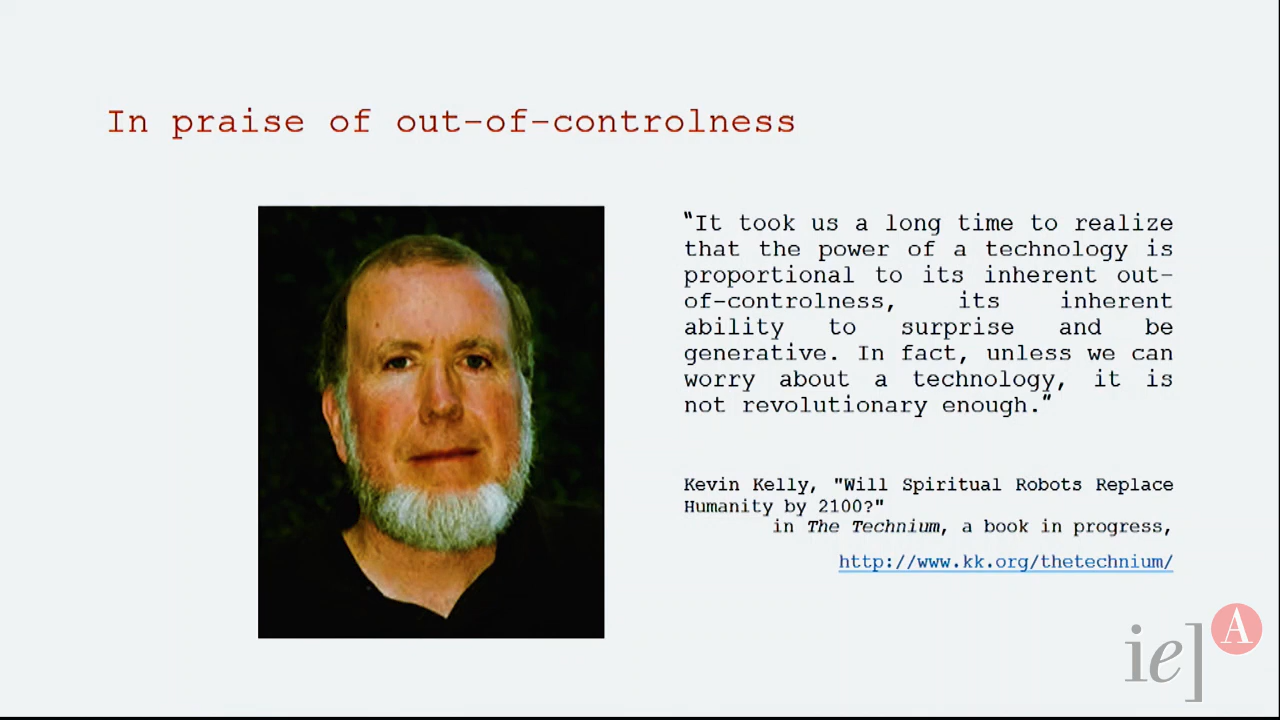 In praise of out-of-controlness
"It took us a long time to realize
that the power of a technology is
proportional to its inherent out-
of-controlness, its inherent
ability to surprise and be
generative. In fact, unless we can
worry about a technology, it is
not revolutionary enough."
Kevin Kelly, "Will Spiritual Robots Replace
Humanity by 2100?"
in The Technium, a book in progress,
http://www.kk.org/thetechnium/
ie] A